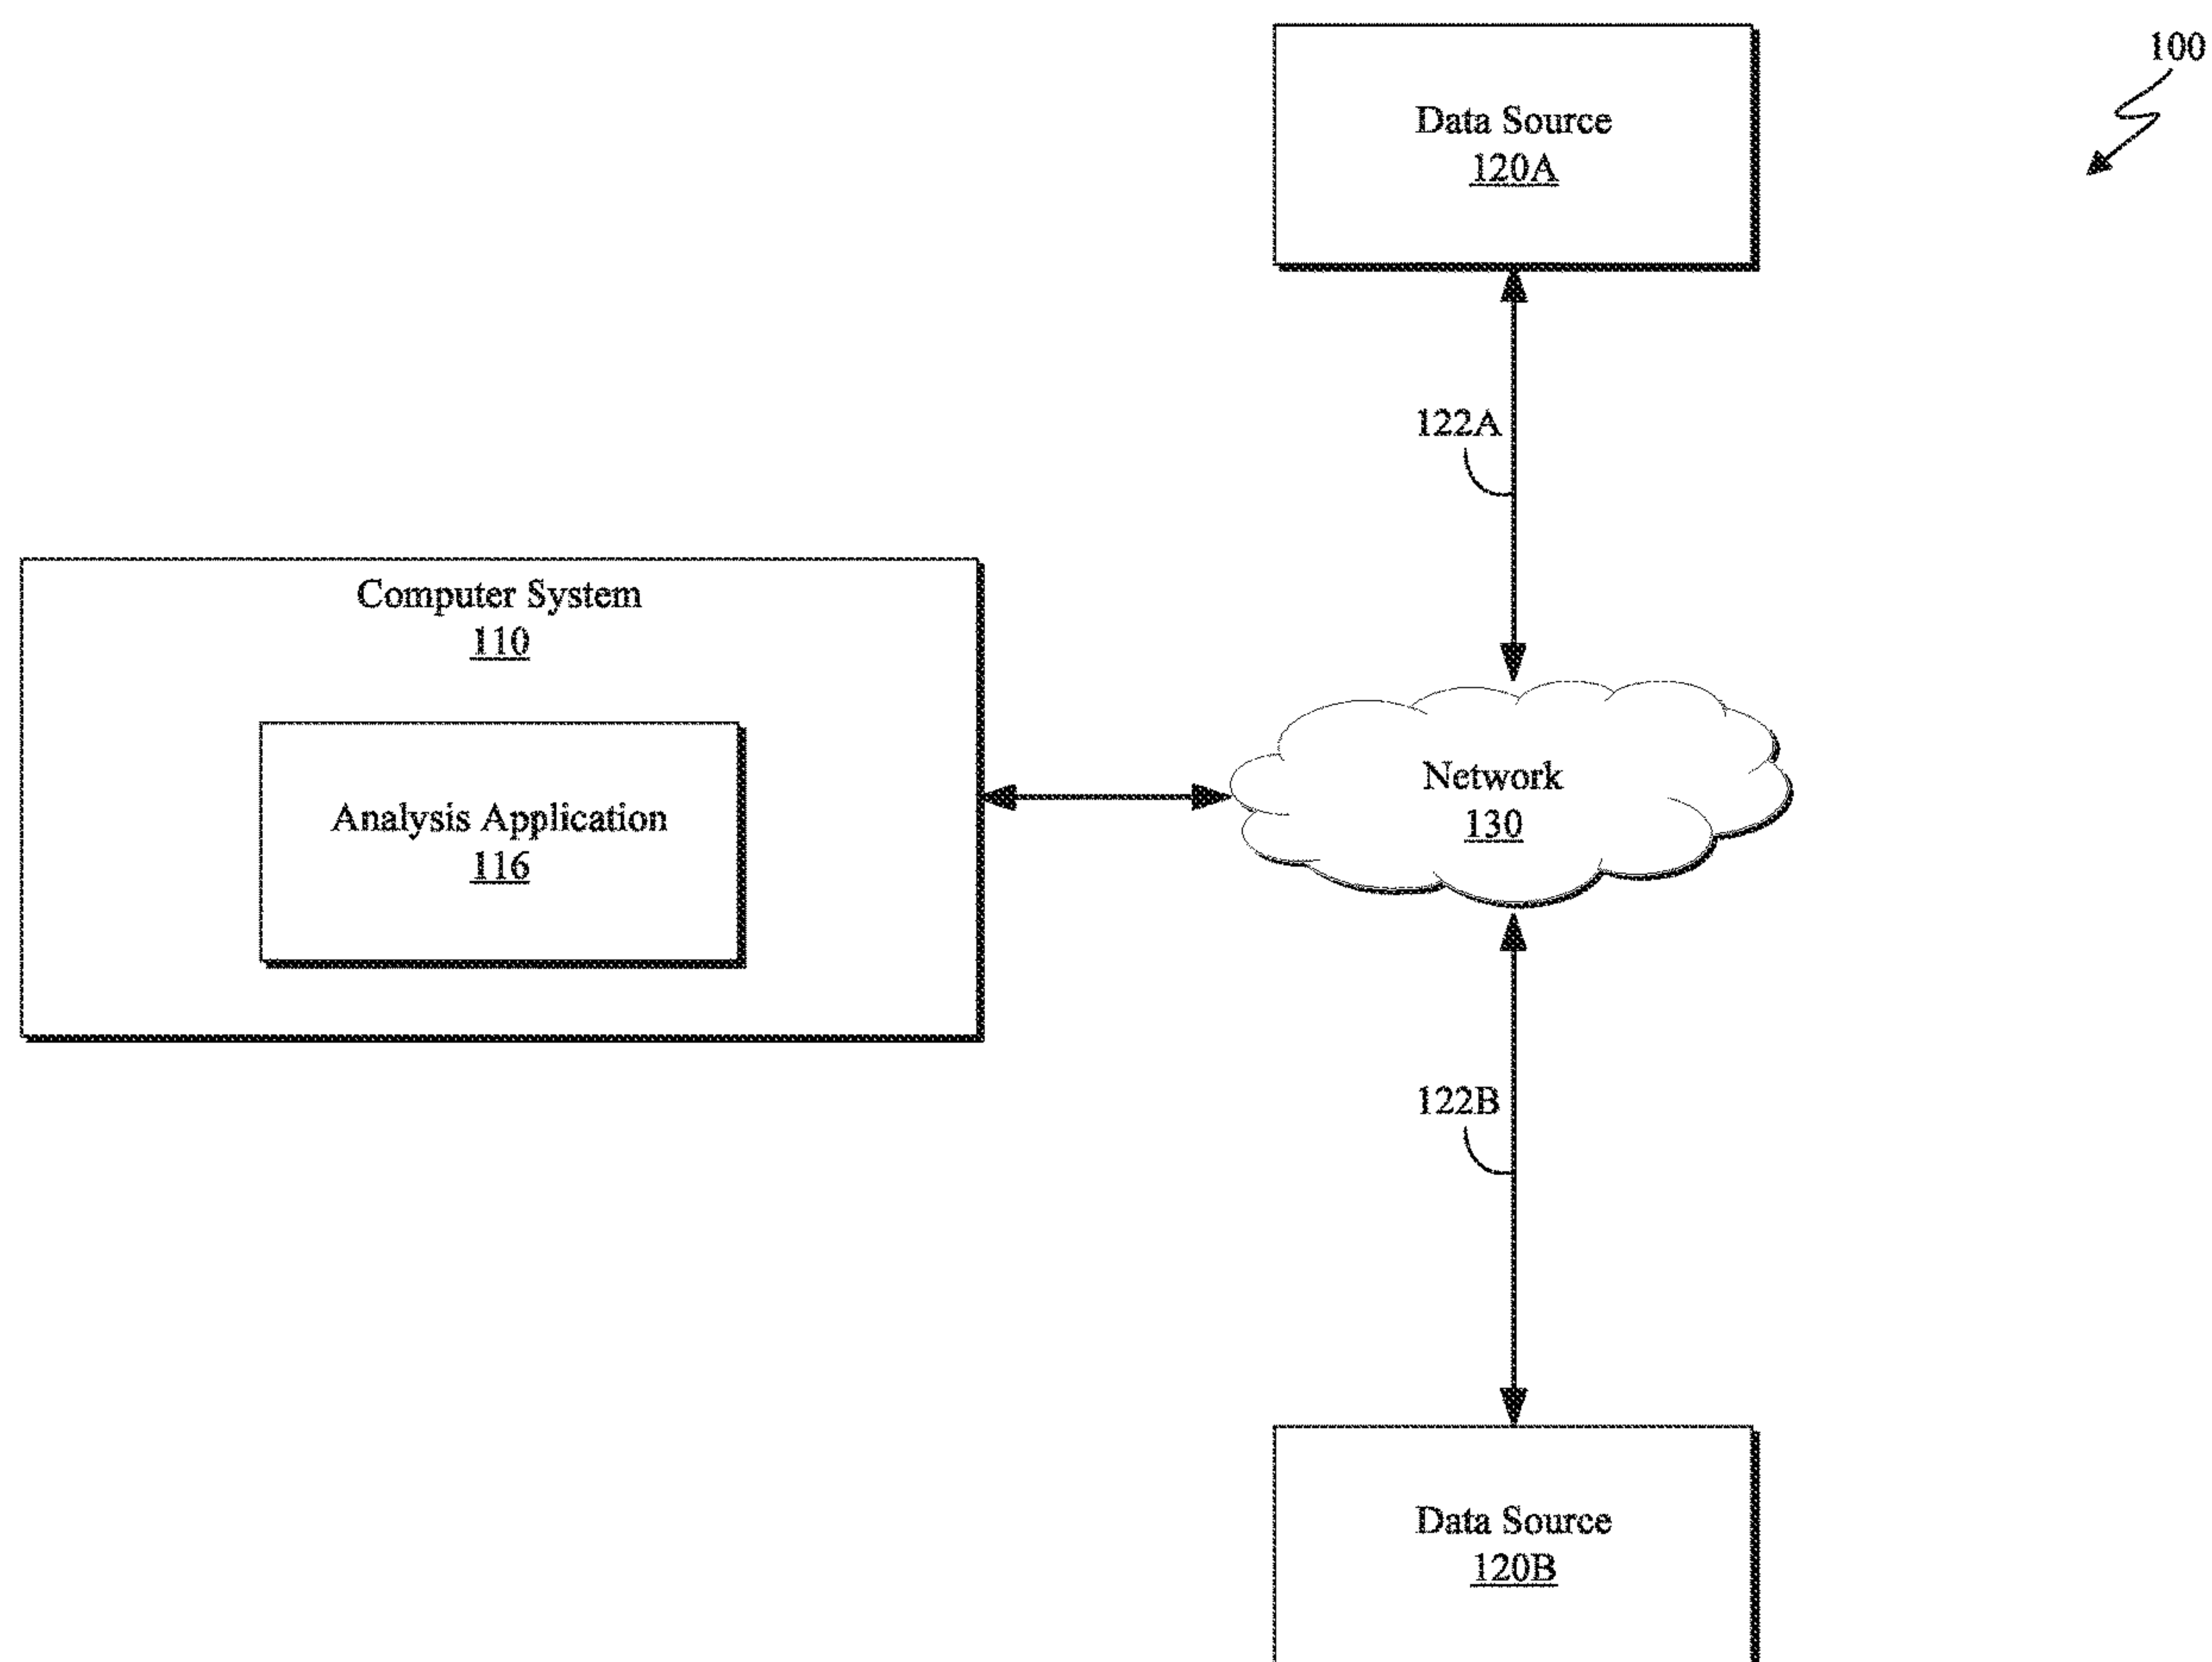 100
Data Source
120A
122A
Computer System
110
Analysis Application
116
Network
130
122B
Data Source
120B